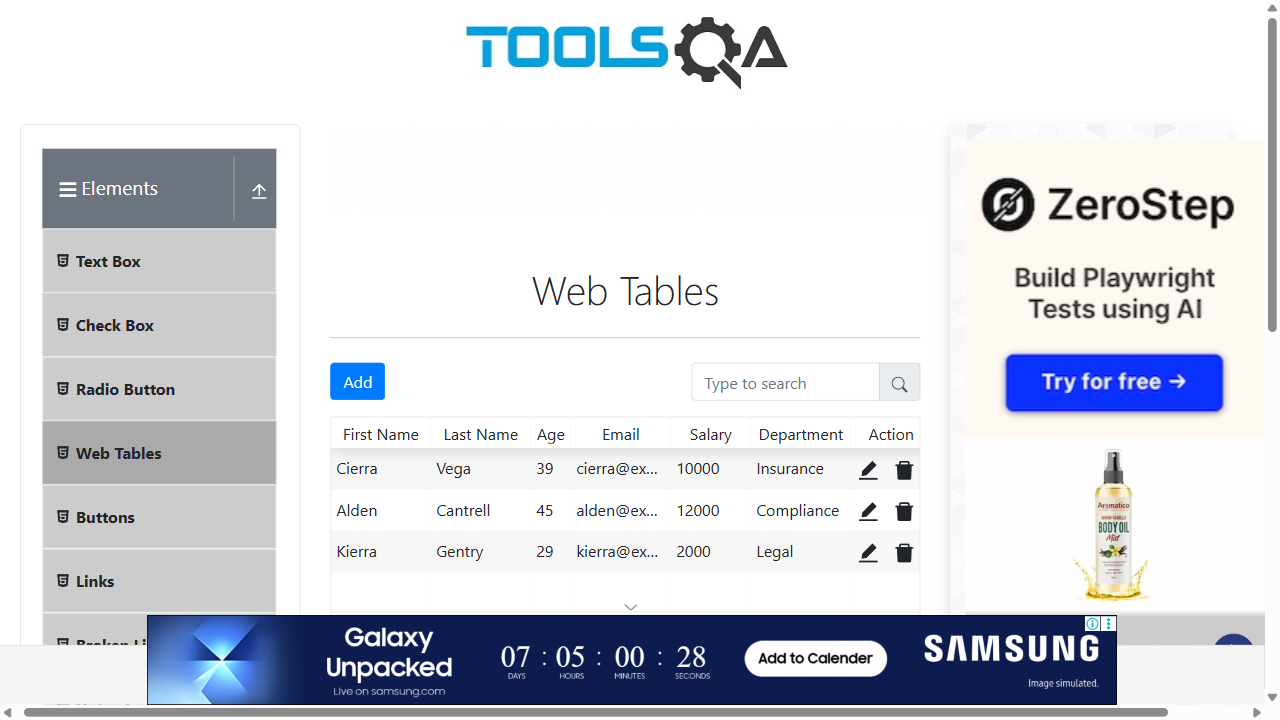 TOOLSQA
Elements
Text Box
Check Box
Radio Button
Web Tables
Buttons
Links
Web Tables
Add
Type to search
First Name Last Name Age Email Salary Department Action
Cierra Vega 39 cierra@ex... 10000 Insurance
Alden Cantrell 45 alden@ex... 12000 Compliance
Kierra Gentry 29 kierra@ex... 2000 Legal
ZeroStep
Build Playwright
Tests using AI
Try for free →
Aromatico
BODY OIL
Mist
Galaxy
Unpacked
Live on samsung.com
07 : 05 : 00 : 28
DAYS HOURS MINUTES SECONDS
Add to Calender
SAMSUNG
Image simulated.